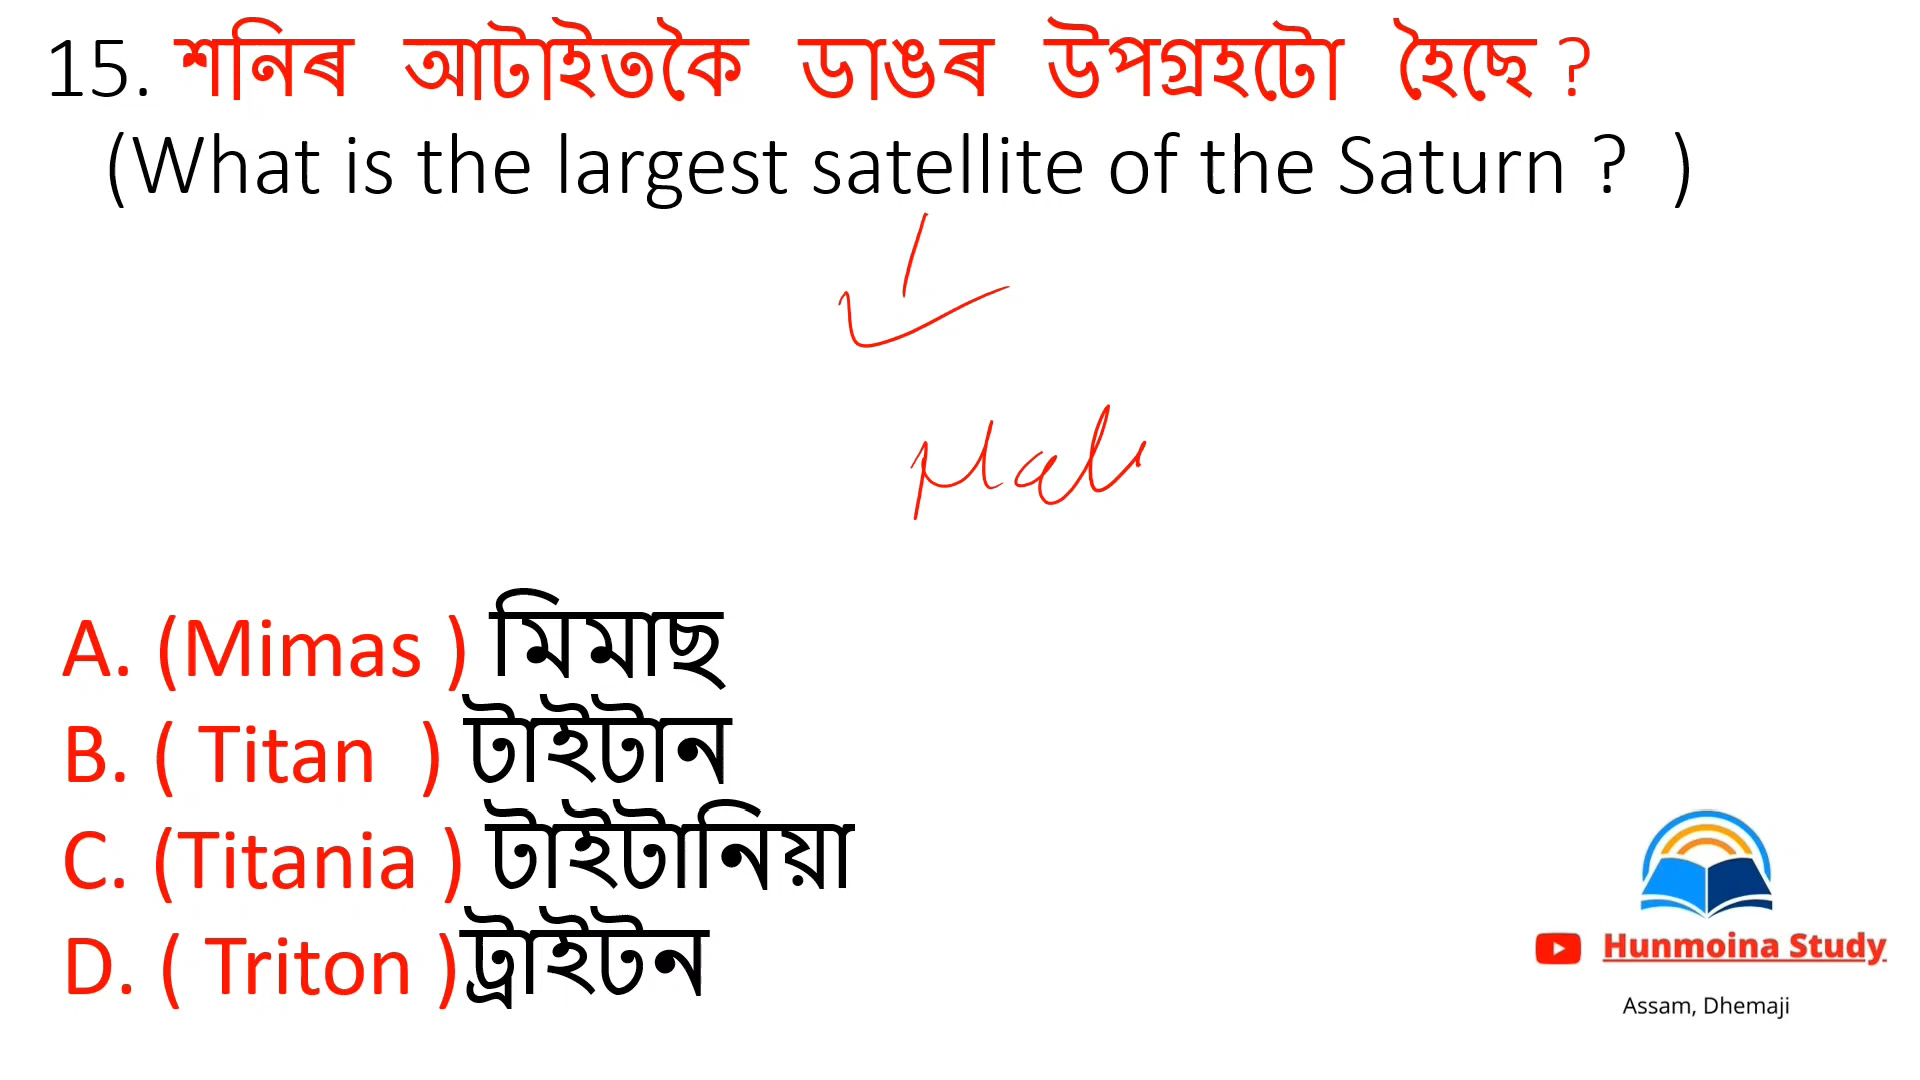 15. শনিৰ আটাইতকৈ ডাঙৰ উপগ্ৰহটো হৈছে ?
(What is the largest satellite of the Saturn ? )
A. (Mimas ) মিমাছ
B. ( Titan ) টাইটান
C. (Titania ) টাইটানিয়া
D. ( Triton )ট্ৰাইটন
Hunmoina Study
Assam, Dhemaji